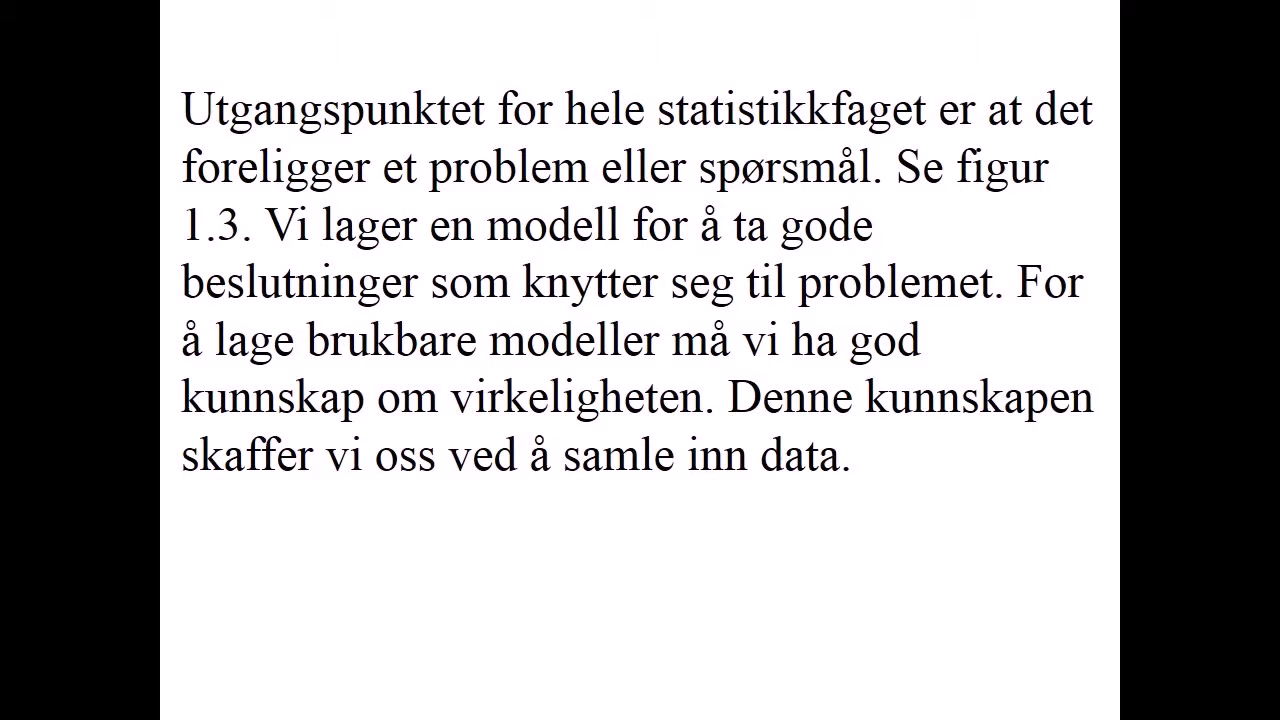 Utgangspunktet for hele statistikkfaget er at det
foreligger et problem eller spørsmål. Se figur
1.3. Vi lager en modell for å ta gode
beslutninger som knytter seg til problemet. For
å lage brukbare modeller må vi ha god
kunnskap om virkeligheten. Denne kunnskapen
skaffer vi oss ved å samle inn data.